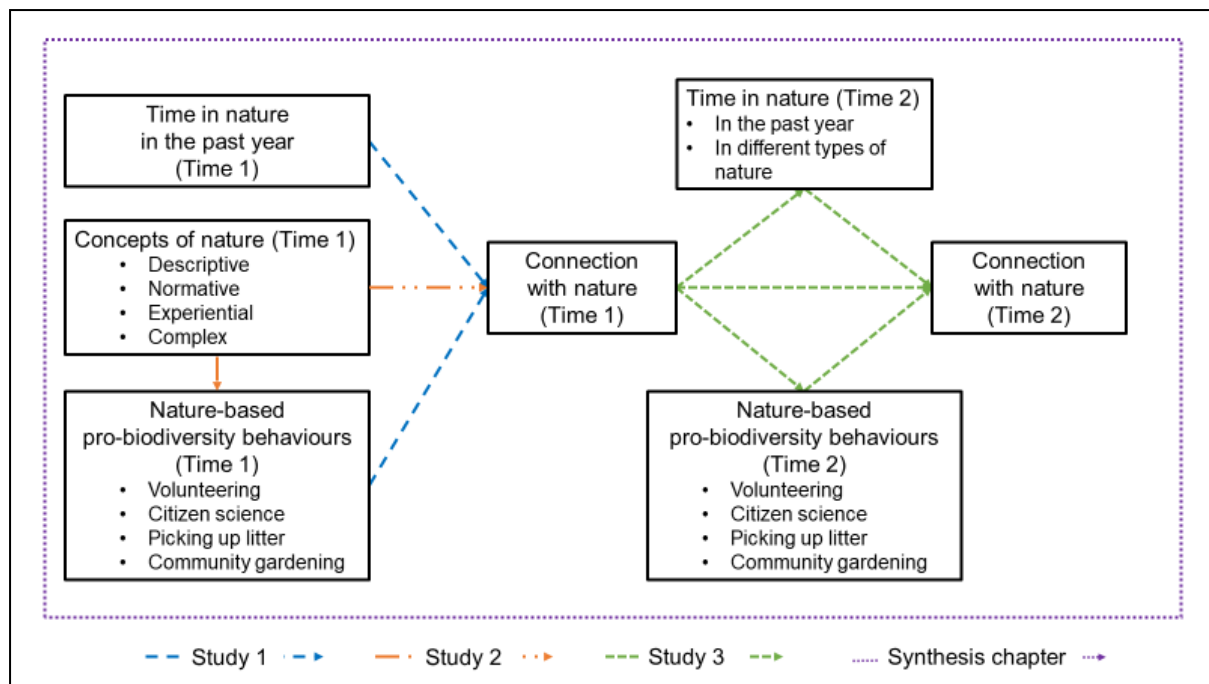 Time in nature
in the past year
(Time 1)
Concepts of nature (Time 1)
• Descriptive
• Normative
• Experiential
• Complex
Nature-based
pro-biodiversity behaviours
(Time 1)
• Volunteering
• Citizen science
• Picking up litter
• Community gardening
Connection
with nature
(Time 1)
Time in nature (Time 2)
• In the past year
• In different types of
nature
Connection
with nature
(Time 2)
Nature-based
pro-biodiversity behaviours
(Time 2)
• Volunteering
• Citizen science
• Picking up litter
• Community gardening
Study 1
Study 2
Study 3
Synthesis chapter